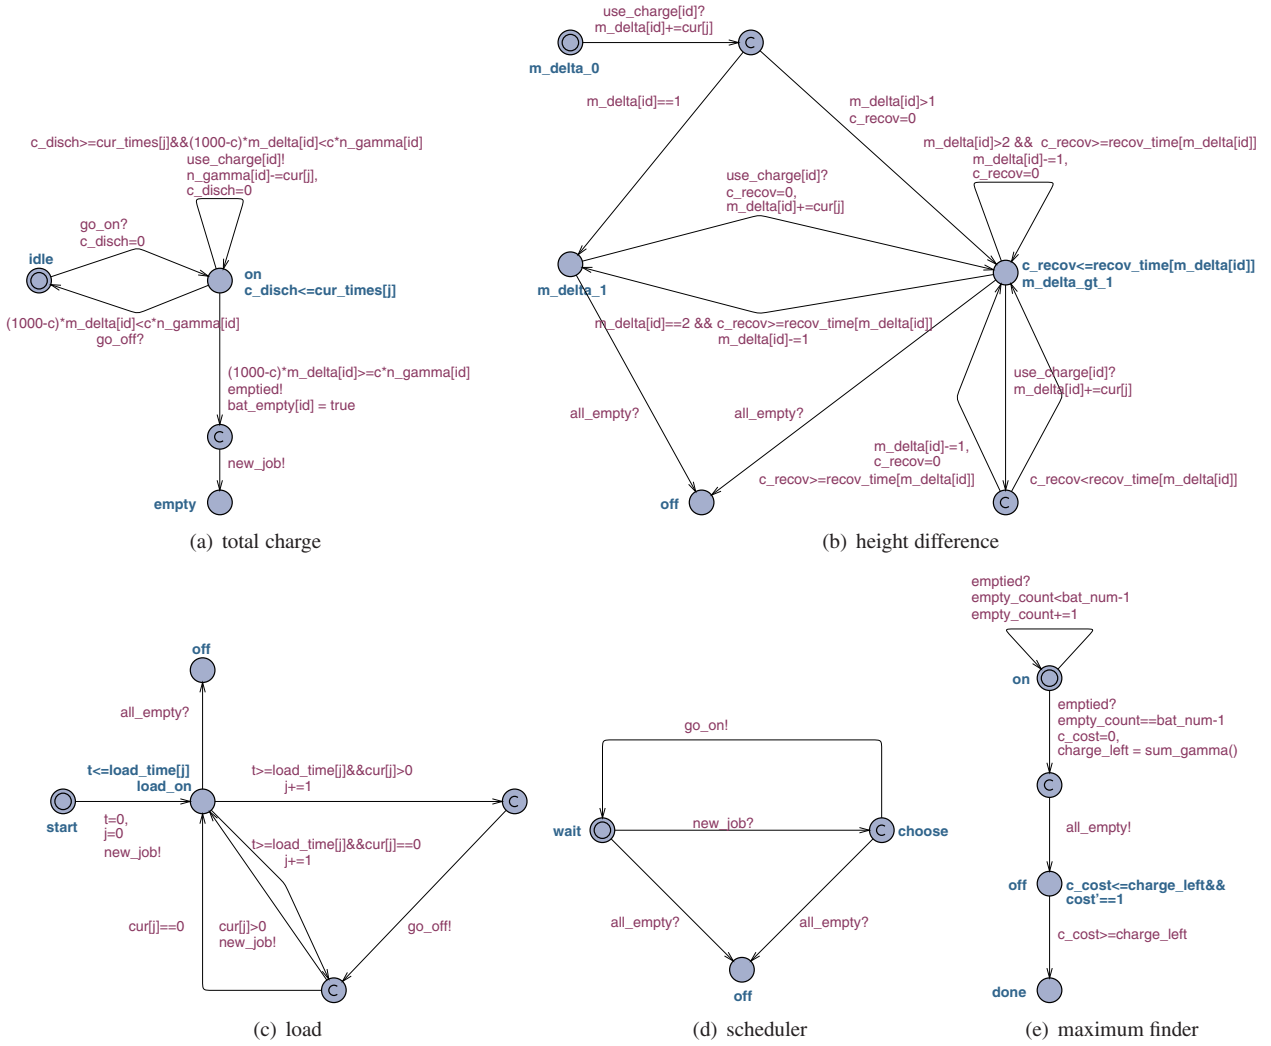 c_disch>=cur_times[j]&&(1000-c)*m_delta[id]<c*n_gamma[id]
use_charge[id]!
n_gamma[id]-=cur[j],
c_disch=0
go_on?
c_disch=0
idle
on
c_disch<=cur_times[j]
(1000-c)*m_delta[id]<c*n_gamma[id]
go_off?
(1000-c)*m_delta[id]>=c*n_gamma[id]
emptied!
bat_empty[id] = true
C
new_job!
empty
(a) total charge
use_charge[id]?
m_delta[id]+=cur[j]
C
m_delta_0
m_delta[id]==1
m_delta[id]>1
c_recov=0
m_delta[id]>2 && c_recov>=recov_time[m_delta[id]]
m_delta[id]-=1,
c_recov=0
use_charge[id]?
c_recov=0,
m_delta[id]+=cur[j]
c_recov<=recov_time[m_delta[id]]
m_delta_gt_1
m_delta_1
m_delta[id]==2 && c_recov>=recov_time[m_delta[id]]
m_delta[id]-=1
use_charge[id]?
m_delta[id]+=cur[j]
all_empty?
all_empty?
m_delta[id]-=1,
c_recov=0
c_recov>=recov_time[m_delta[id]]
c_recov<recov_time[m_delta[id]]
off
C
(b) height difference
off
all_empty?
t<=load_time[j]
load_on
start
t=0,
j=0
new_job!
t>=load_time[j]&&cur[j]>0
j+=1
C
t>=load_time[j]&&cur[j]==0
j+=1
cur[j]==0
cur[j]>0
new_job!
go_off!
C
(c) load
go_on!
wait
new_job?
C
choose
all_empty?
all_empty?
off
(d) scheduler
emptied?
empty_count<bat_num-1
empty_count+=1
on
emptied?
empty_count==bat_num-1
c_cost=0,
charge_left = sum_gamma()
C
all_empty!
off
c_cost<=charge_left&&
cost'==1
c_cost>=charge_left
done
(e) maximum finder